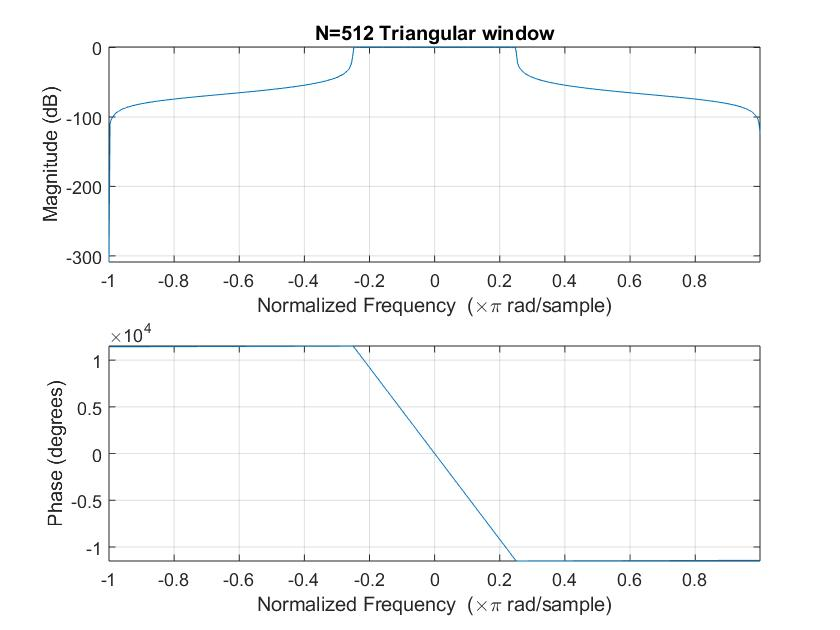 N=512 Triangular window
0
-100
-200
-300
Magnitude (dB)
-1 -0.8 -0.6 -0.4 -0.2 0 0.2 0.4 0.6 0.8
Normalized Frequency (×π rad/sample)
×10⁴
1
0.5
0
-0.5
-1
Phase (degrees)
-1 -0.8 -0.6 -0.4 -0.2 0 0.2 0.4 0.6 0.8
Normalized Frequency (×π rad/sample)